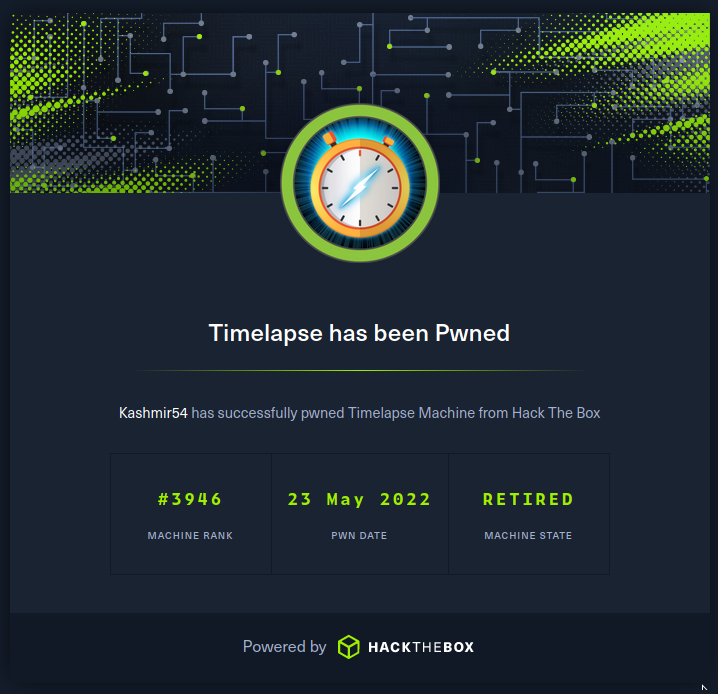 Timelapse has been Pwned
Kashmir54 has successfully pwned Timelapse Machine from Hack The Box
#3946 23 May 2022 RETIRED
MACHINE RANK PWN DATE MACHINE STATE
Powered by HACKTHEBOX